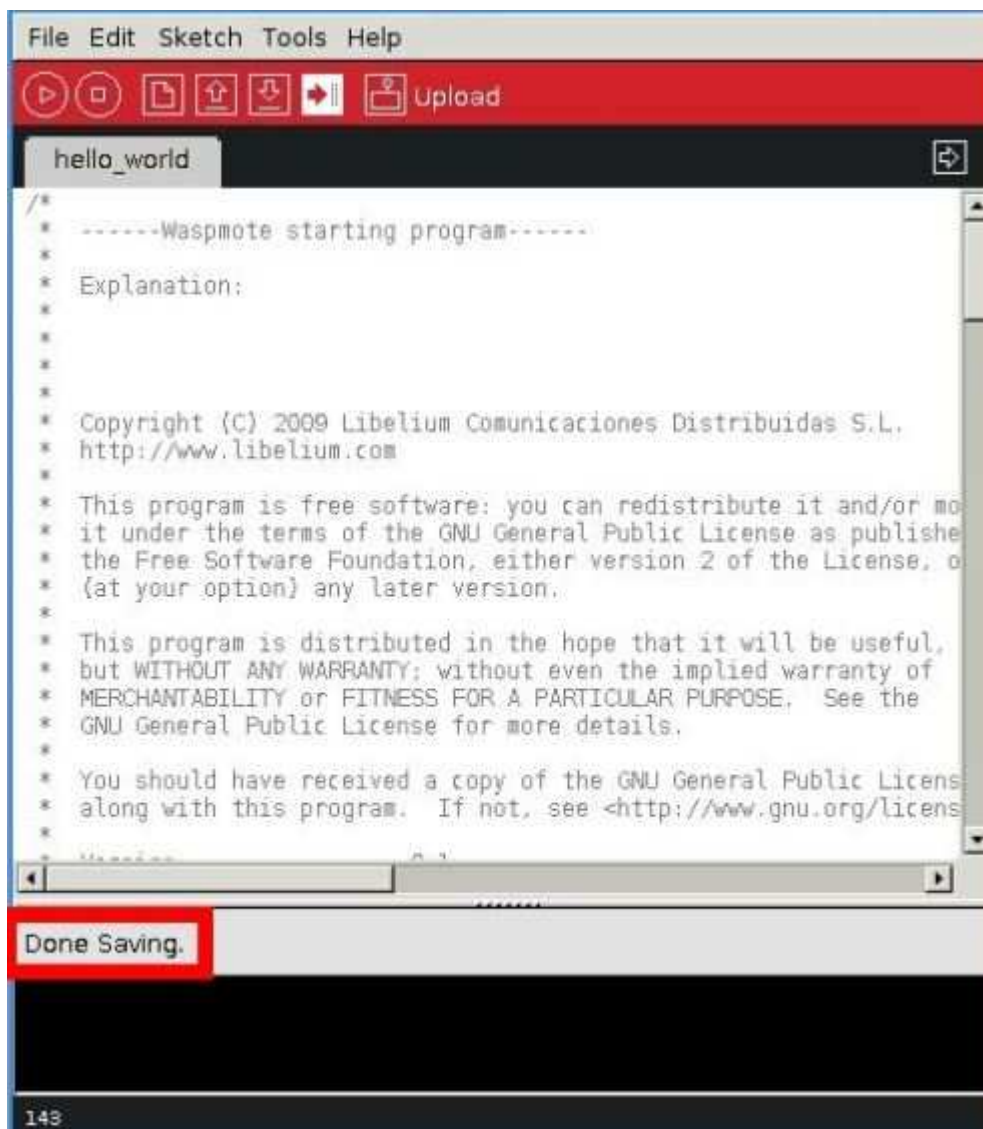 File Edit Sketch Tools Help
Upload
hello_world
/*
* ------Waspmote starting program------
*
* Explanation:
*
*
*
*
* Copyright (C) 2009 Libelium Comunicaciones Distribuidas S.L.
* http://www.libelium.com
*
* This program is free software: you can redistribute it and/or mo
* it under the terms of the GNU General Public License as publishe
* the Free Software Foundation, either version 2 of the License, o
* (at your option) any later version.
*
* This program is distributed in the hope that it will be useful,
* but WITHOUT ANY WARRANTY; without even the implied warranty of
* MERCHANTABILITY or FITNESS FOR A PARTICULAR PURPOSE.  See the
* GNU General Public License for more details.
*
* You should have received a copy of the GNU General Public Licens
* along with this program.  If not, see <http://www.gnu.org/licens
*
Done Saving.
143